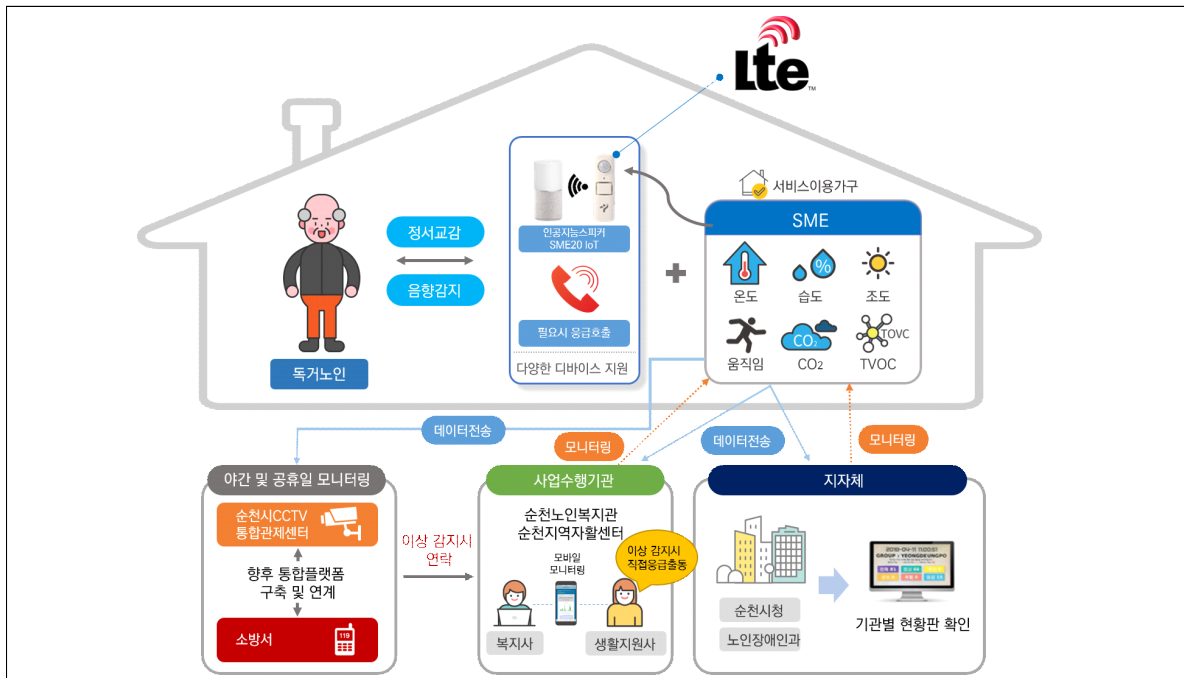 Lte
TM
서비스이용가구
SME
온도
습도
조도
움직임
CO₂
CO2
TOVC
TVOC
정서교감
음향감지
독거노인
인공지능스피커
SME20 IoT
필요시 응급호출
다양한 디바이스 지원
데이터전송
모니터링
데이터전송
모니터링
야간 및 공휴일 모니터링
순천시CCTV
통합관제센터
향후 통합플랫폼
구축 및 연계
소방서
119
이상 감지시
연락
사업수행기관
순천노인복지관
순천지역자활센터
모바일
모니터링
이상 감지시
직접응급출동
복지사
생활지원사
지자체
순천시청
노인장애인과
GROUP : YEONGDEUNGPO
기관별 현황판 확인